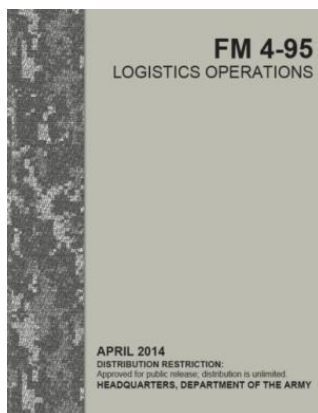 FM 4-95
LOGISTICS OPERATIONS
APRIL 2014
DISTRIBUTION RESTRICTION:
Approved for public release; distribution is unlimited.
HEADQUARTERS, DEPARTMENT OF THE ARMY